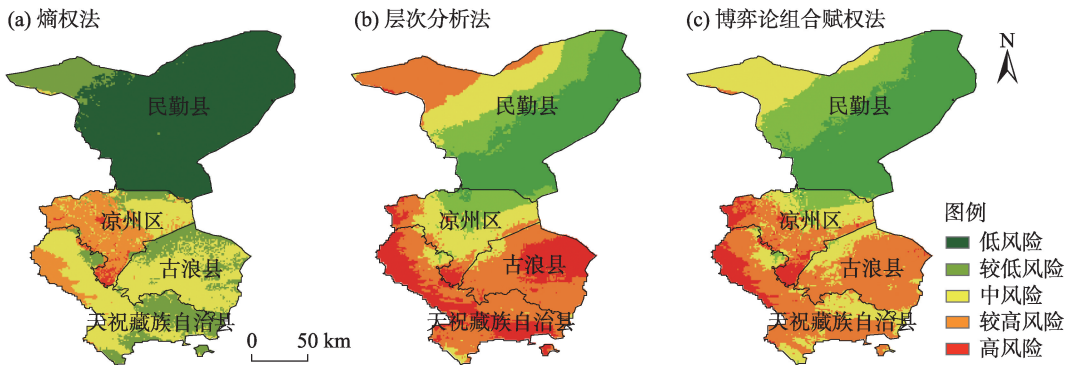 (a) 熵权法
(b) 层次分析法
(c) 博弈论组合赋权法
N
民勤县
民勤县
民勤县
凉州区
凉州区
凉州区
古浪县
古浪县
古浪县
天祝藏族自治县
天祝藏族自治县
天祝藏族自治县
0 50 km
图例
低风险
较低风险
中风险
较高风险
高风险